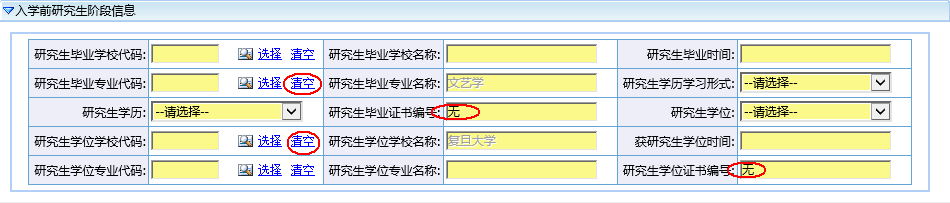 入学前研究生阶段信息
研究生毕业学校代码: 选择 清空 研究生毕业学校名称: 研究生毕业时间:
研究生毕业专业代码: 选择 清空 研究生毕业专业名称: 文艺学 研究生学历学习形式: --请选择--
研究生学历: --请选择-- 研究生毕业证书编号: 无 研究生学位: --请选择--
研究生学位学校代码: 选择 清空 研究生学位学校名称: 复旦大学 获研究生学位时间:
研究生学位专业代码: 选择 清空 研究生学位专业名称: 研究生学位证书编号: 无